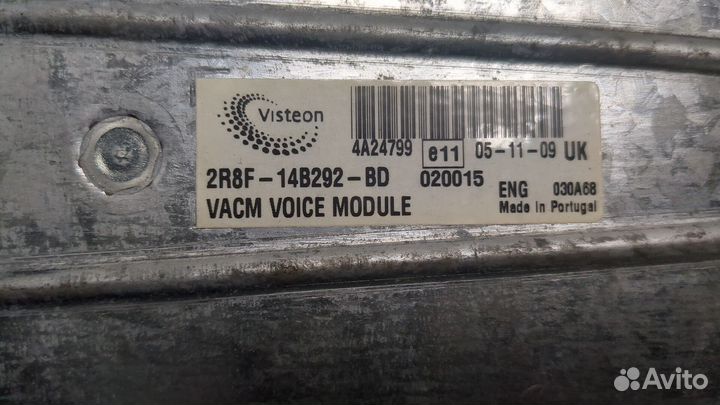 Visteon
4A24799
e11
05-11-09 UK
2R8F-14B292-BD
020015
ENG 030A68
VACM VOICE MODULE
Made in Portugal
Avito